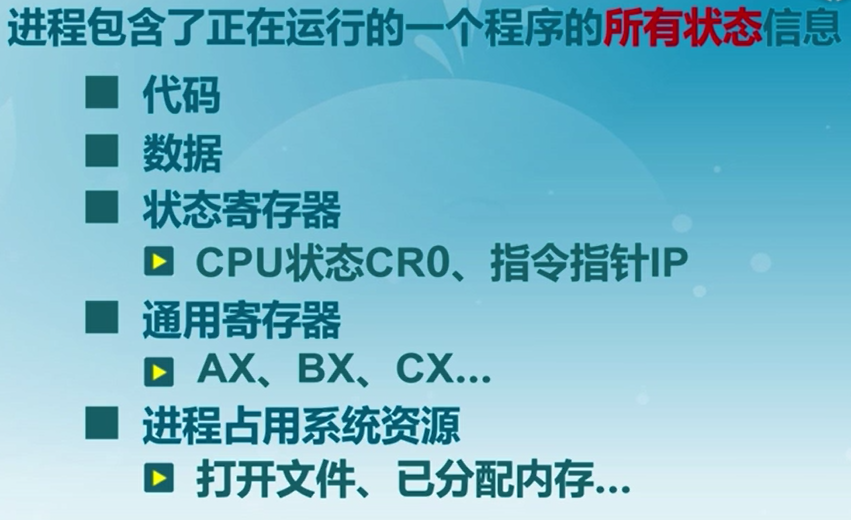 进程包含了正在运行的一个程序的所有状态信息
代码
数据
状态寄存器
CPU状态CR0、指令指针IP
通用寄存器
AX、BX、CX...
进程占用系统资源
打开文件、已分配内存...